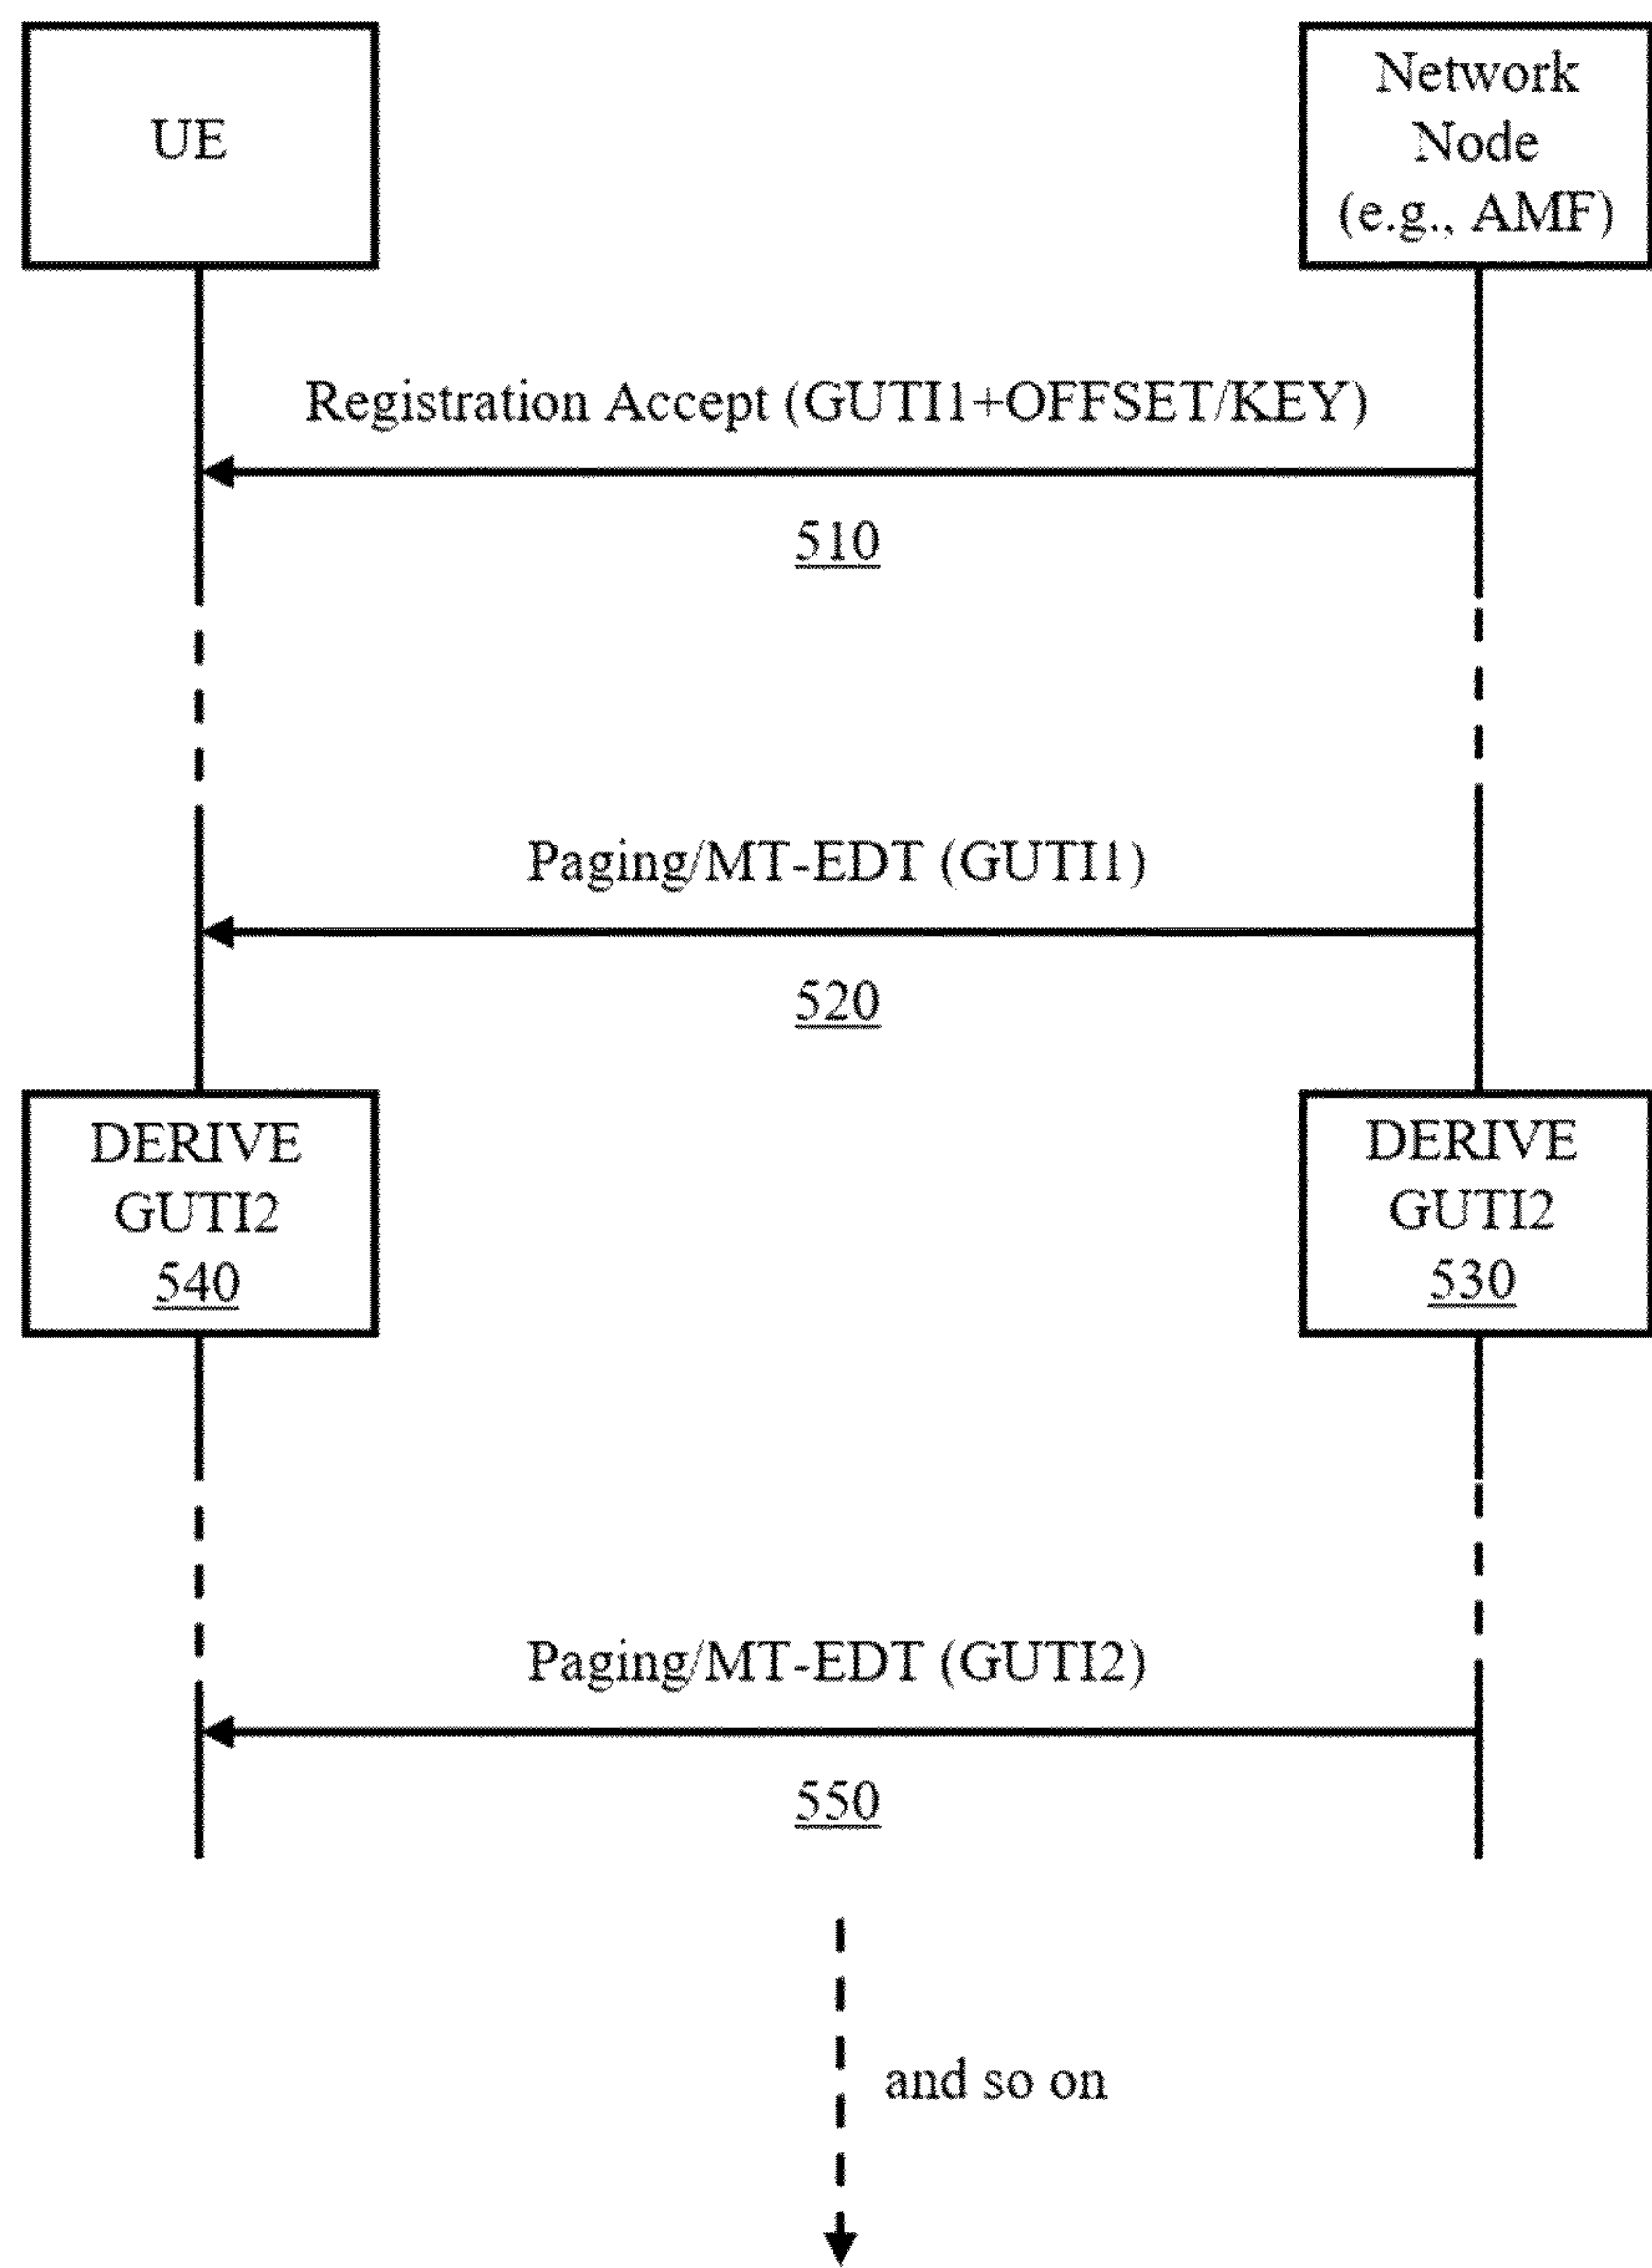 UE
Network
Node
(e.g., AMF)
Registration Accept (GUTI1+OFFSET/KEY)
510
Paging/MT-EDT (GUTI1)
520
DERIVE
GUTI2
540
DERIVE
GUTI2
530
Paging/MT-EDT (GUTI2)
550
and so on